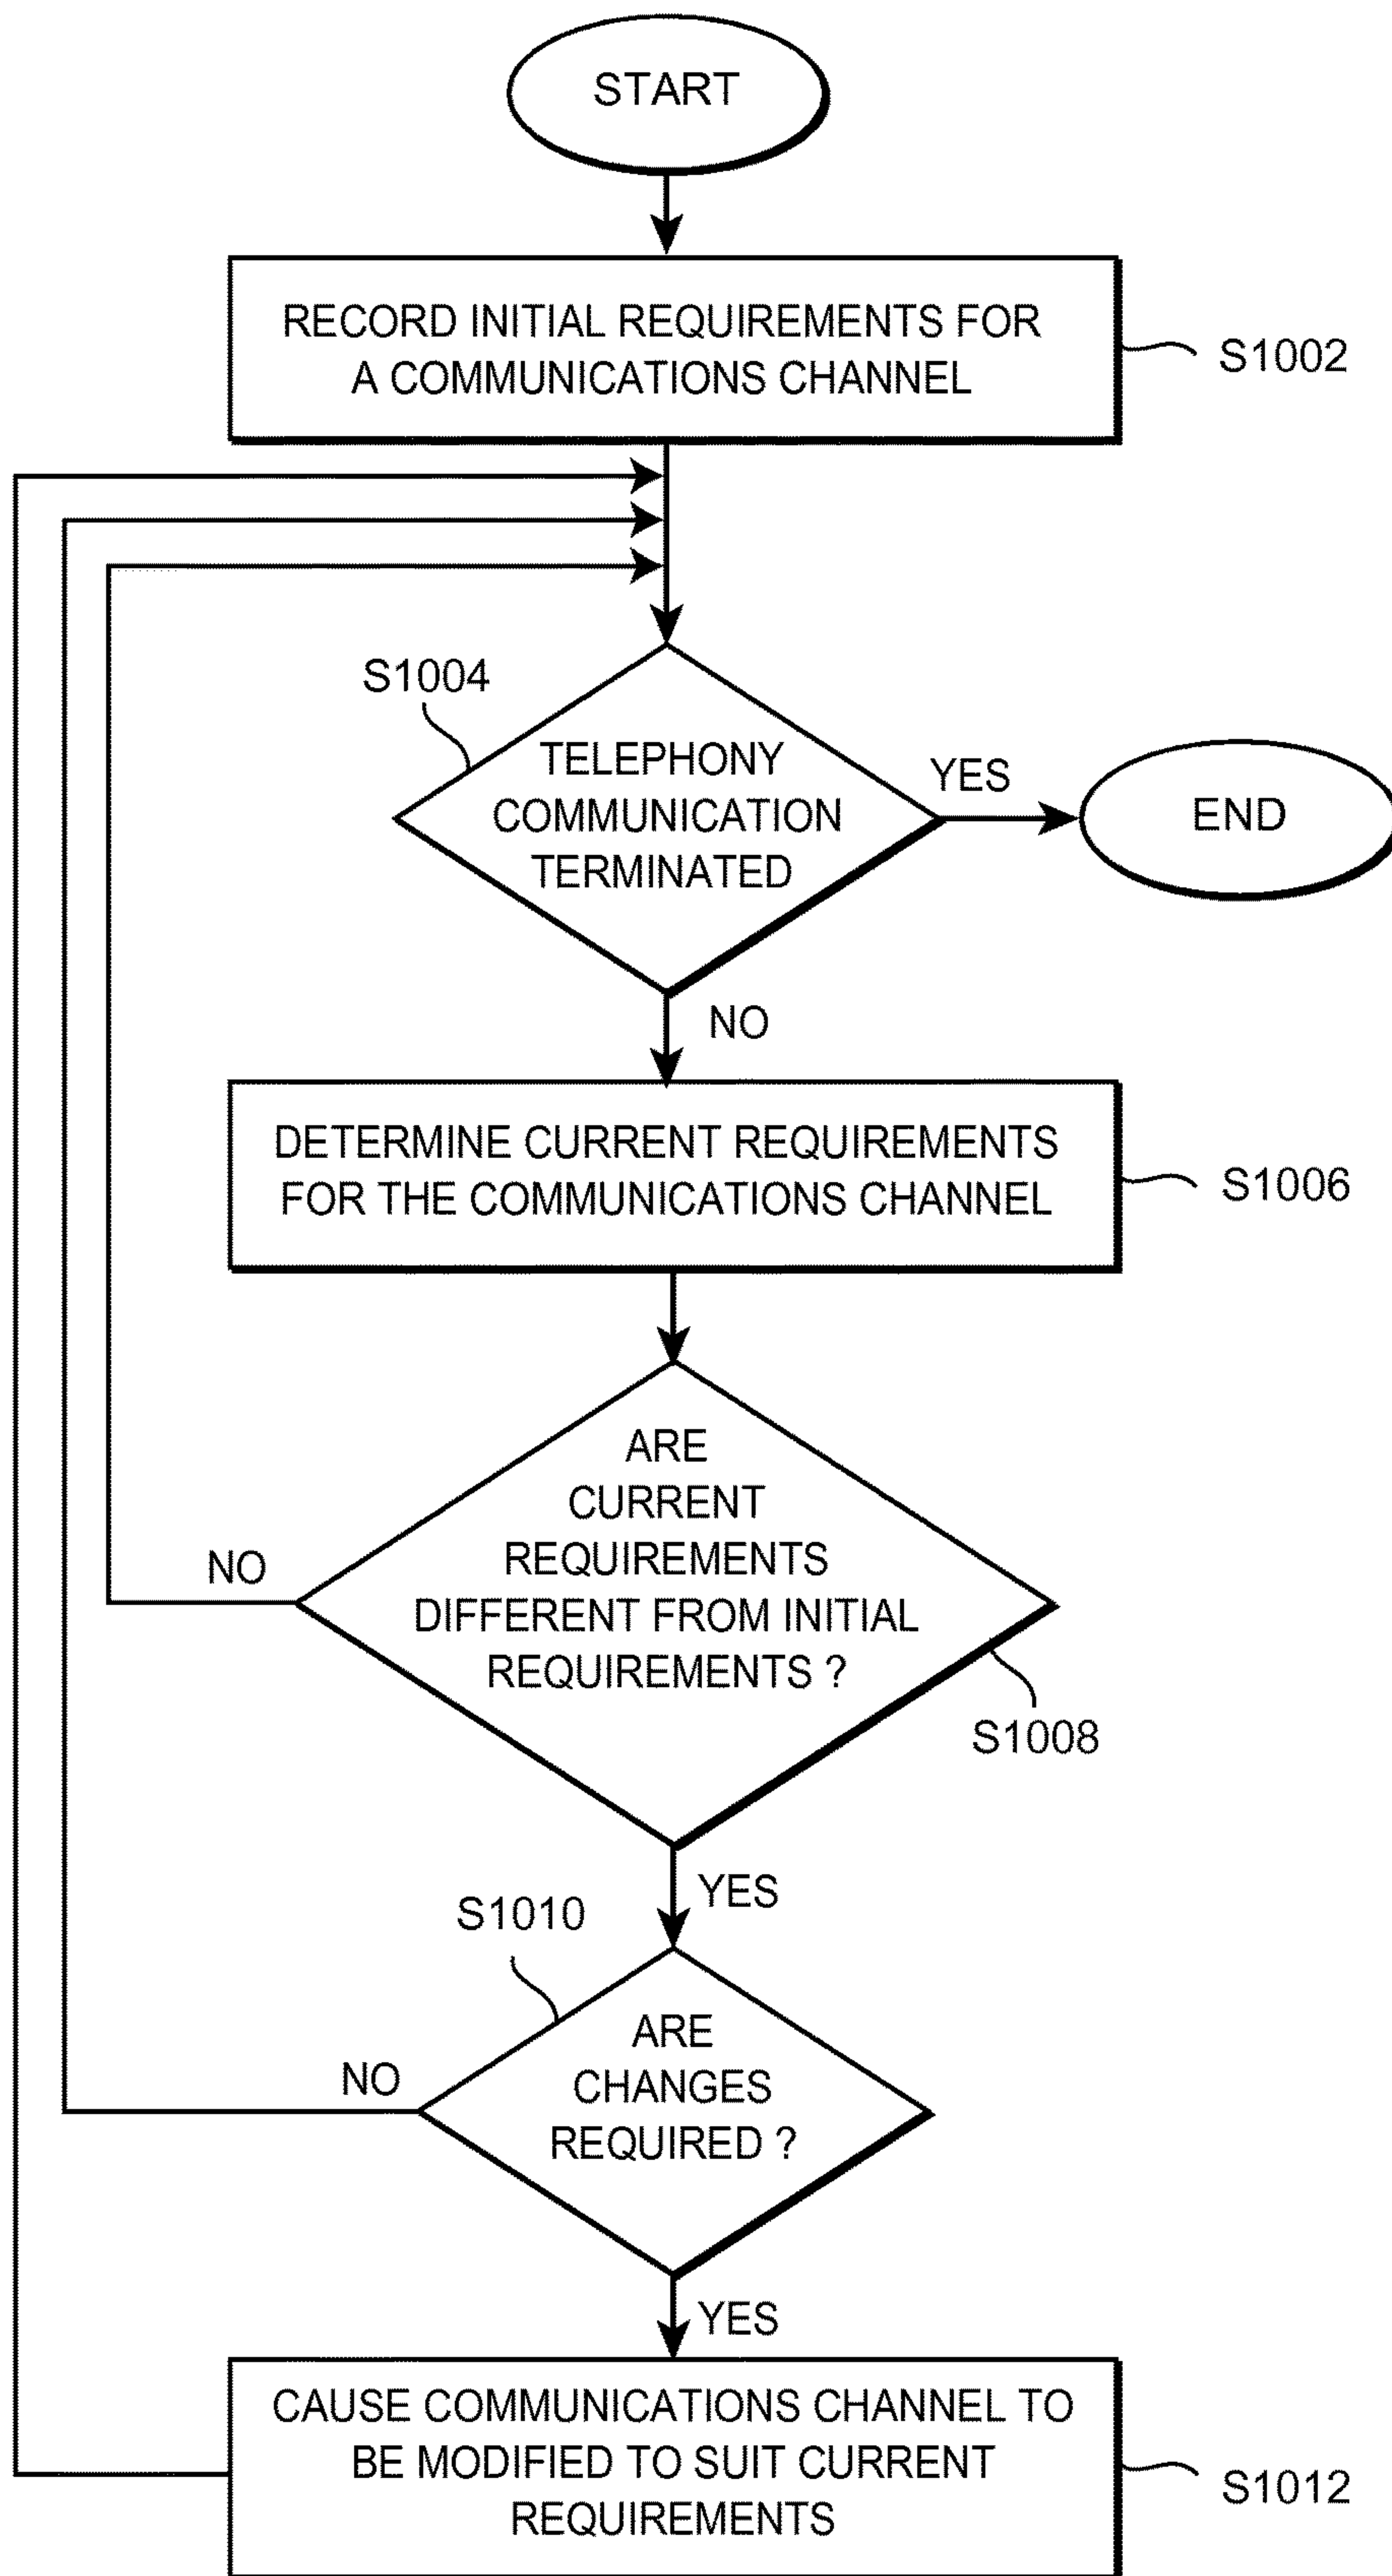 START
RECORD INITIAL REQUIREMENTS FOR
A COMMUNICATIONS CHANNEL
S1002
S1004
TELEPHONY
COMMUNICATION
TERMINATED
YES
END
NO
DETERMINE CURRENT REQUIREMENTS
FOR THE COMMUNICATIONS CHANNEL
S1006
ARE
CURRENT
REQUIREMENTS
DIFFERENT FROM INITIAL
REQUIREMENTS ?
NO
S1008
YES
S1010
ARE
CHANGES
REQUIRED ?
NO
YES
CAUSE COMMUNICATIONS CHANNEL TO
BE MODIFIED TO SUIT CURRENT
REQUIREMENTS
S1012